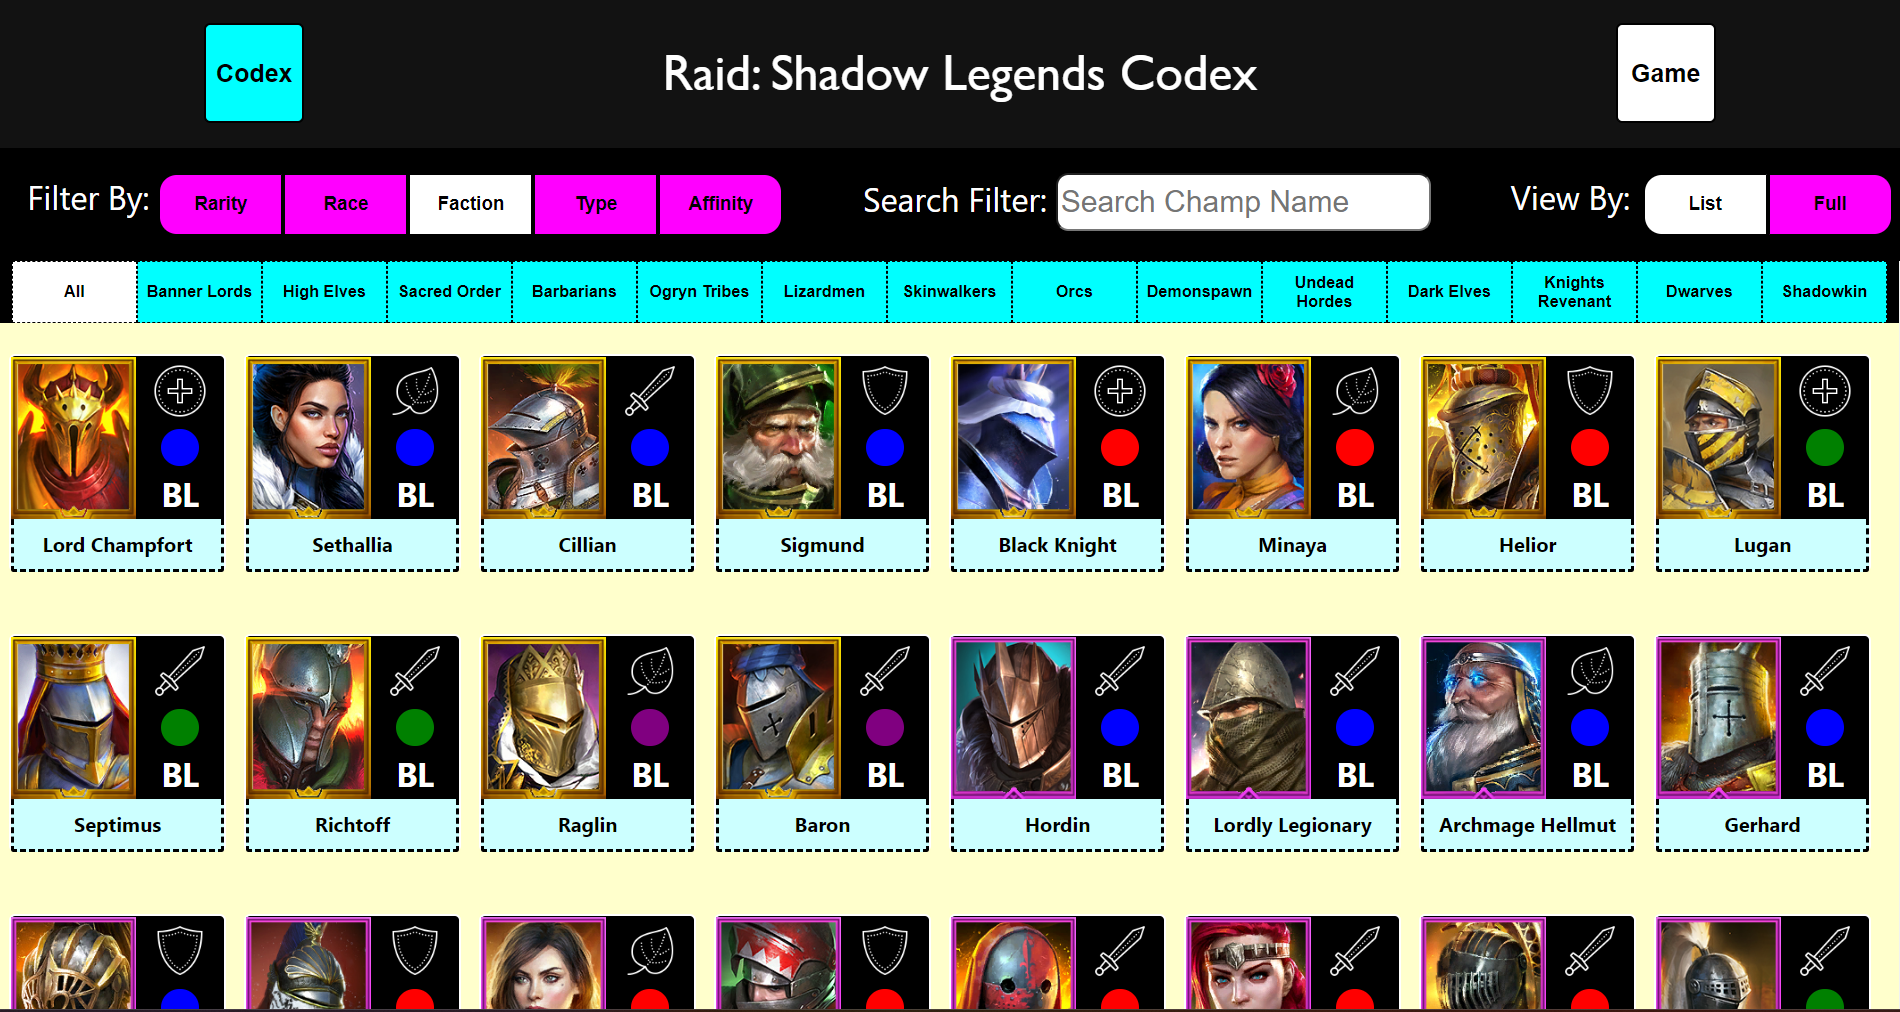 Codex
Raid: Shadow Legends Codex
Game
Filter By:
Rarity
Race
Faction
Type
Affinity
Search Filter:
Search Champ Name
View By:
List
Full
All
Banner Lords
High Elves
Sacred Order
Barbarians
Ogryn Tribes
Lizardmen
Skinwalkers
Orcs
Demonspawn
Undead
Hordes
Dark Elves
Knights
Revenant
Dwarves
Shadowkin
BL
BL
BL
BL
BL
BL
BL
BL
Lord Champfort
Sethallia
Cillian
Sigmund
Black Knight
Minaya
Helior
Lugan
BL
BL
BL
BL
BL
BL
BL
BL
Septimus
Richtoff
Raglin
Baron
Hordin
Lordly Legionary
Archmage Hellmut
Gerhard